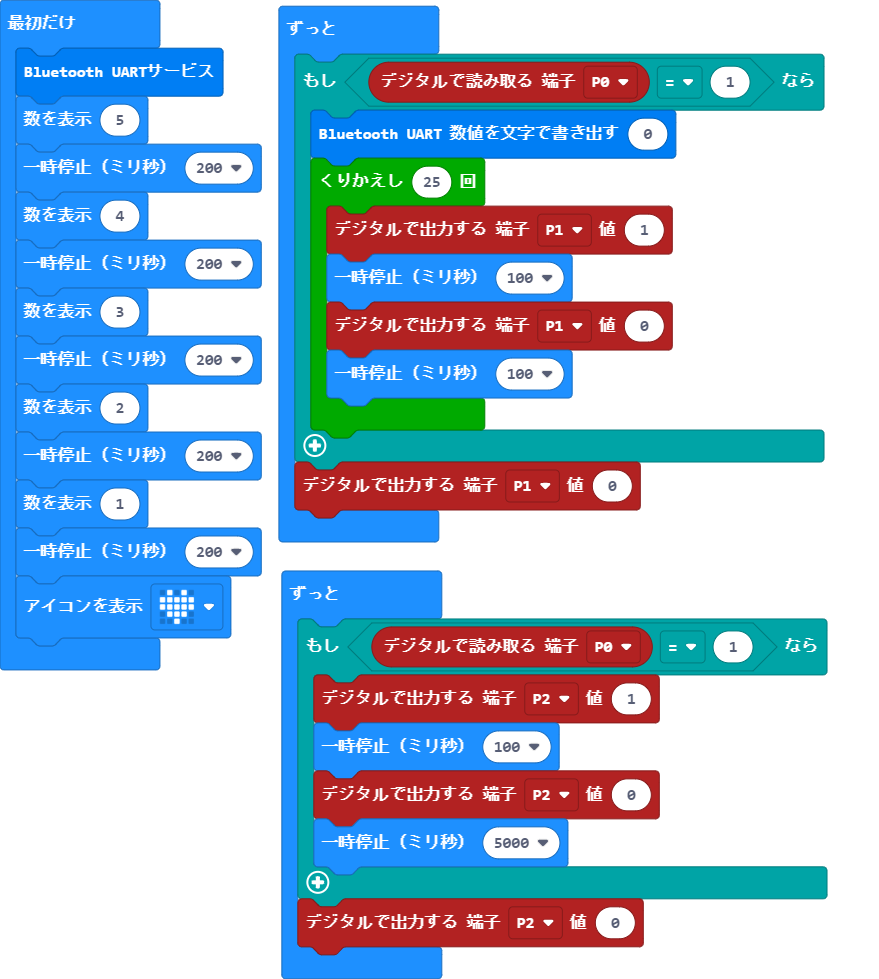 最初だけ
Bluetooth UARTサービス
数を表示 5
一時停止（ミリ秒） 200
数を表示 4
一時停止（ミリ秒） 200
数を表示 3
一時停止（ミリ秒） 200
数を表示 2
一時停止（ミリ秒） 200
数を表示 1
一時停止（ミリ秒） 200
アイコンを表示
ずっと
もし デジタルで読み取る 端子 P0 = 1 なら
Bluetooth UART 数値を文字で書き出す 0
くりかえし 25 回
デジタルで出力する 端子 P1 値 1
一時停止（ミリ秒） 100
デジタルで出力する 端子 P1 値 0
一時停止（ミリ秒） 100
デジタルで出力する 端子 P1 値 0
ずっと
もし デジタルで読み取る 端子 P0 = 1 なら
デジタルで出力する 端子 P2 値 1
一時停止（ミリ秒） 100
デジタルで出力する 端子 P2 値 0
一時停止（ミリ秒） 5000
デジタルで出力する 端子 P2 値 0